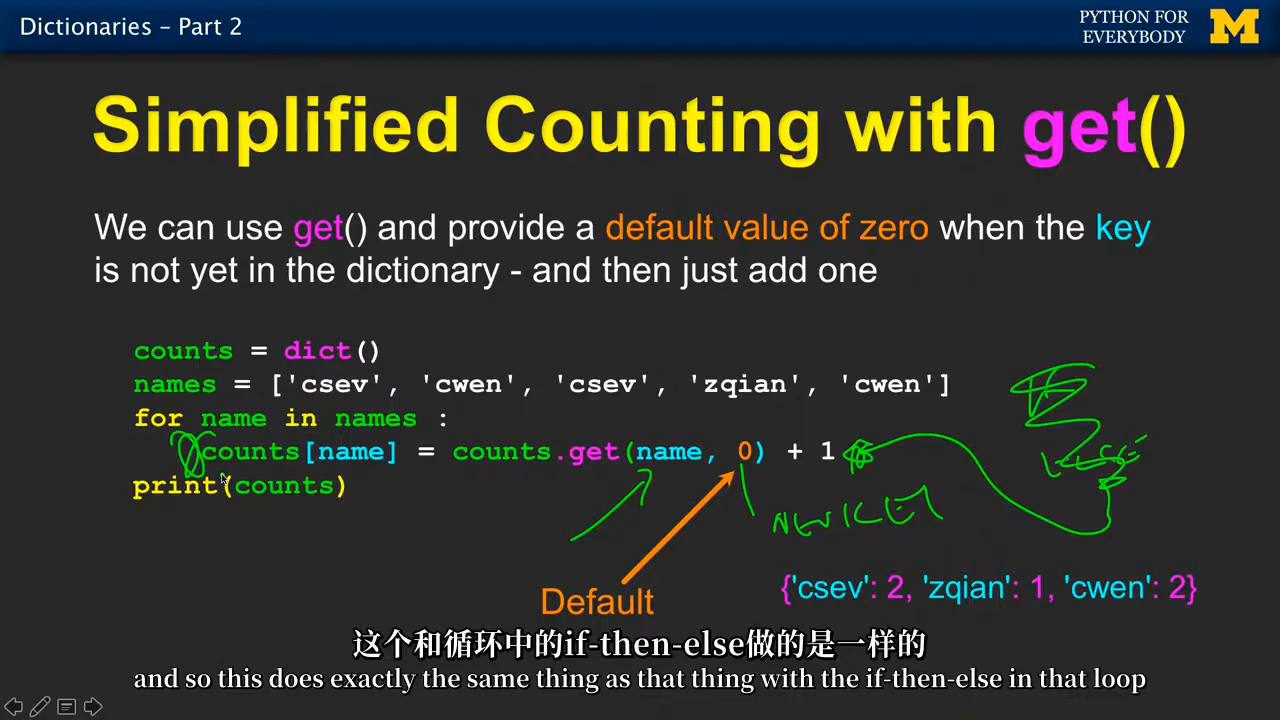 Dictionaries – Part 2
PYTHON FOR
EVERYBODY
M
Simplified Counting with get()
We can use get() and provide a default value of zero when the key
is not yet in the dictionary - and then just add one
counts = dict()
names = ['csev', 'cwen', 'csev', 'zqian', 'cwen']
for name in names :
counts[name] = counts.get(name, 0) + 1
print(counts)
NEW KEY
Default
{'csev': 2, 'zqian': 1, 'cwen': 2}
这个和循环中的if-then-else做的是一样的
and so this does exactly the same thing as that thing with the if-then-else in that loop